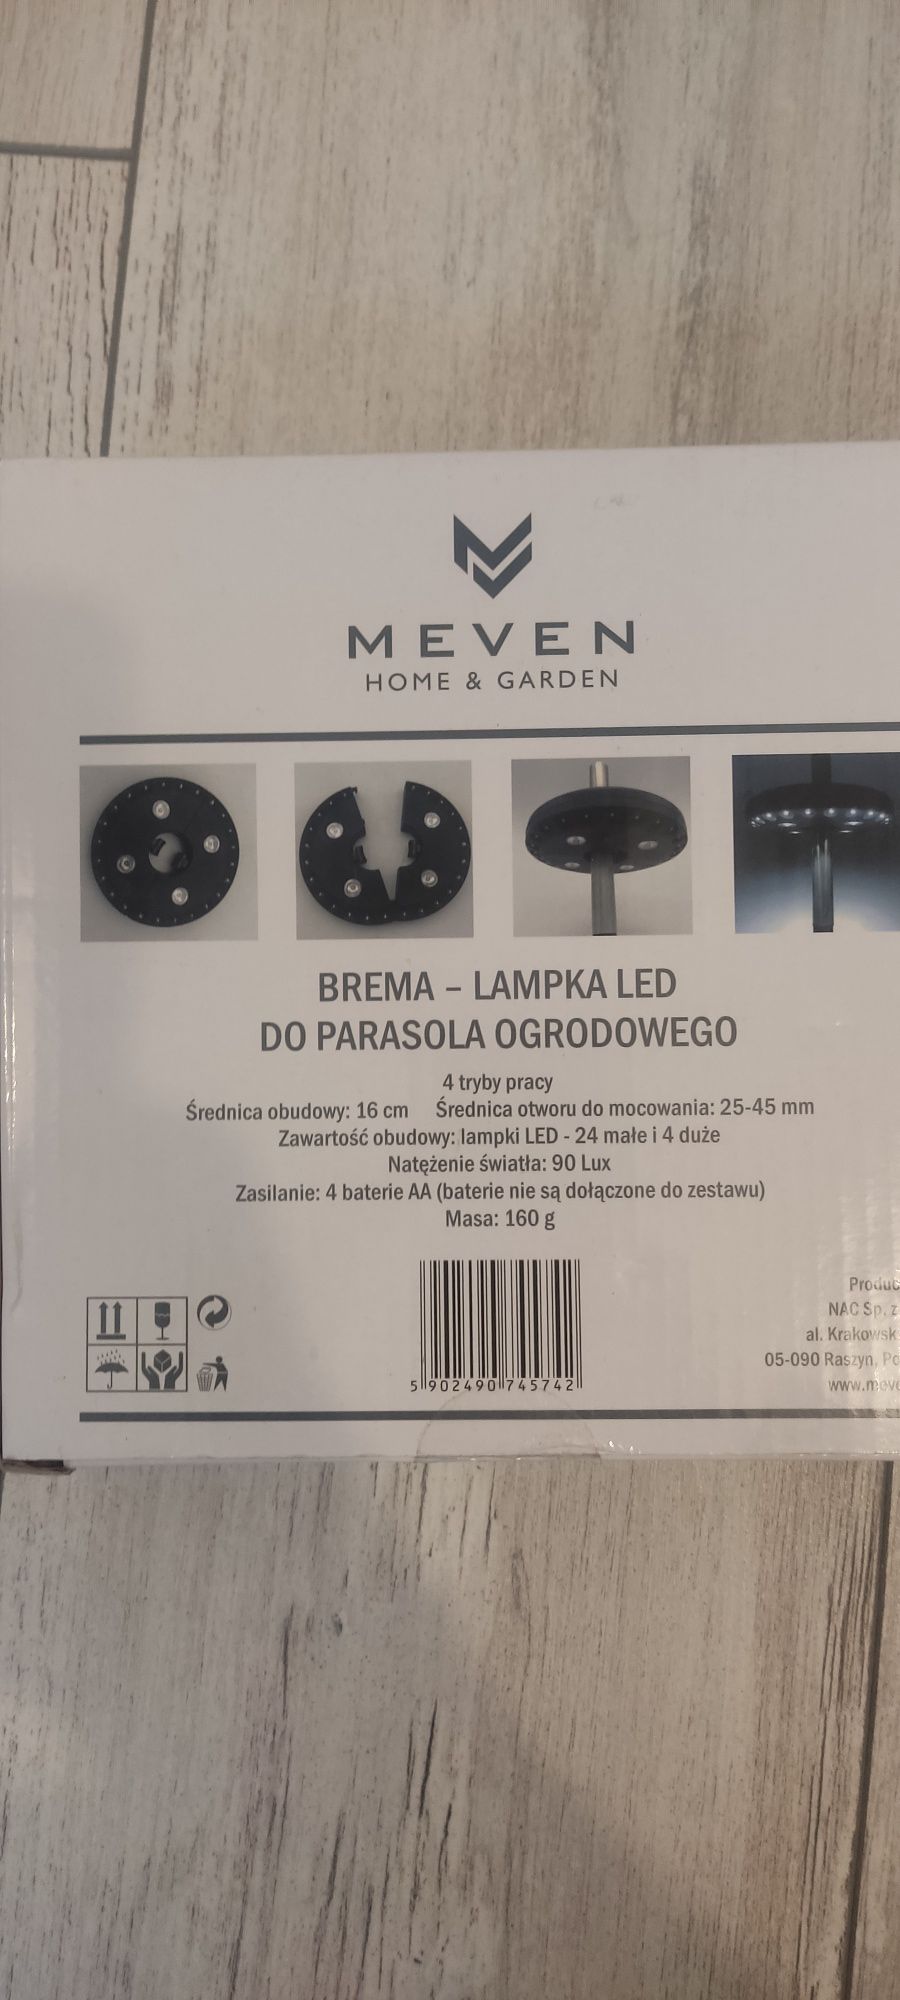 MEVEN
HOME & GARDEN
BREMA – LAMPKA LED
DO PARASOLA OGRODOWEGO
4 tryby pracy
Średnica obudowy: 16 cm Średnica otworu do mocowania: 25-45 mm
Zawartość obudowy: lampki LED - 24 małe i 4 duże
Natężenie światła: 90 Lux
Zasilanie: 4 baterie AA (baterie nie są dołączone do zestawu)
Masa: 160 g
5 902490 745742
Produc
NAC Sp. z
al. Krakowsk
05-090 Raszyn, Po
www.meve